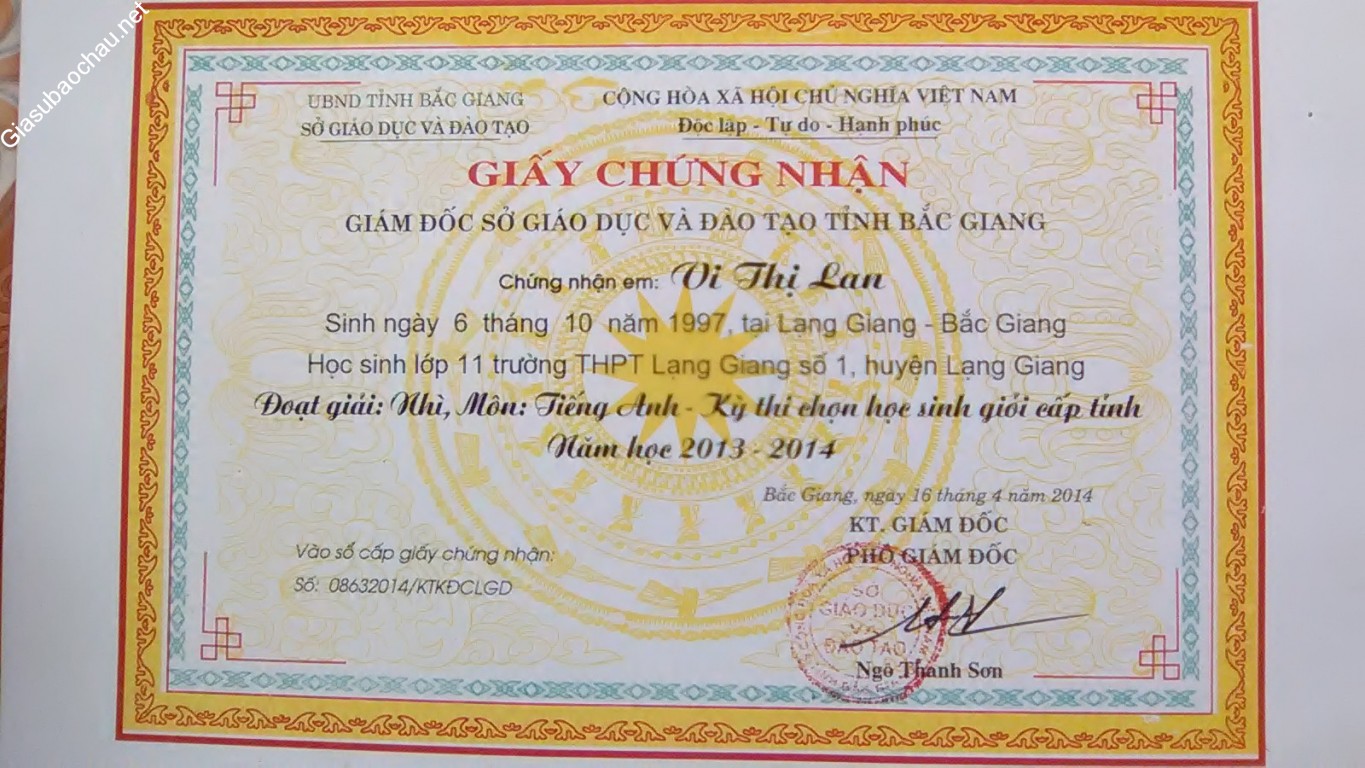 Giasubaochau.net
UBND TỈNH BẮC GIANG
SỞ GIÁO DỤC VÀ ĐÀO TẠO
CỘNG HÒA XÃ HỘI CHỦ NGHĨA VIỆT NAM
Độc lập - Tự do - Hạnh phúc
GIẤY CHỨNG NHẬN
GIÁM ĐỐC SỞ GIÁO DỤC VÀ ĐÀO TẠO TỈNH BẮC GIANG
Chứng nhận em: Vi Thị Lan
Sinh ngày 6 tháng 10 năm 1997, tại Lạng Giang - Bắc Giang
Học sinh lớp 11 trường THPT Lạng Giang số 1, huyện Lạng Giang
Đoạt giải: Nhì, Môn: Tiếng Anh - Kỳ thi chọn học sinh giỏi cấp tỉnh
Năm học 2013 - 2014
Bắc Giang, ngày 16 tháng 4 năm 2014
KT. GIÁM ĐỐC
PHÓ GIÁM ĐỐC
Vào sổ cấp giấy chứng nhận:
Số: 08632014/KTKĐCLGD
SỞ
GIÁO DỤC
VÀ
ĐÀO TẠO
Ngô Thanh Sơn